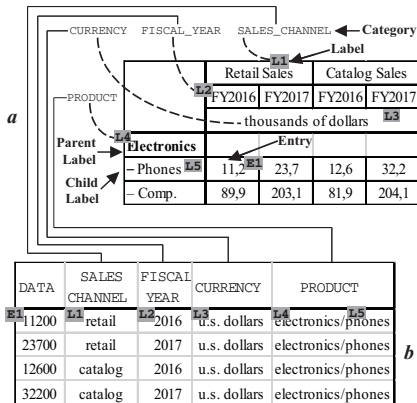 CURRENCY FISCAL_YEAR SALES_CHANNEL Category
L1 Label
Retail Sales Catalog Sales
L2 FY2016 FY2017 FY2016 FY2017
PRODUCT
thousands of dollars L3
a
L4
Parent Label Electronics
Entry
Child Label – Phones L5 11,2 E1 23,7 12,6 32,2
– Comp. 89,9 203,1 81,9 204,1
DATA SALES CHANNEL FISCAL YEAR CURRENCY PRODUCT
E1 L1 L2 L3 L4 L5
11200 retail 2016 u.s. dollars electronics/phones
23700 retail 2017 u.s. dollars electronics/phones
b
12600 catalog 2016 u.s. dollars electronics/phones
32200 catalog 2017 u.s. dollars electronics/phones